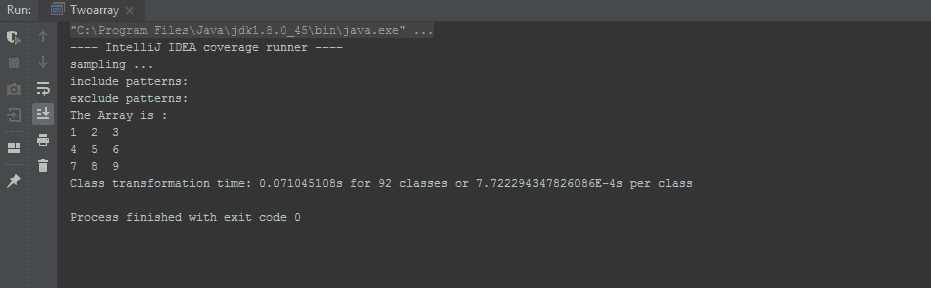 Run: Twoarray
"C:\Program Files\Java\jdk1.8.0_45\bin\java.exe" ...
---- IntelliJ IDEA coverage runner ----
sampling ...
include patterns:
exclude patterns:
The Array is :
1 2 3
4 5 6
7 8 9
Class transformation time: 0.071045108s for 92 classes or 7.722294347826086E-4s per class
Process finished with exit code 0